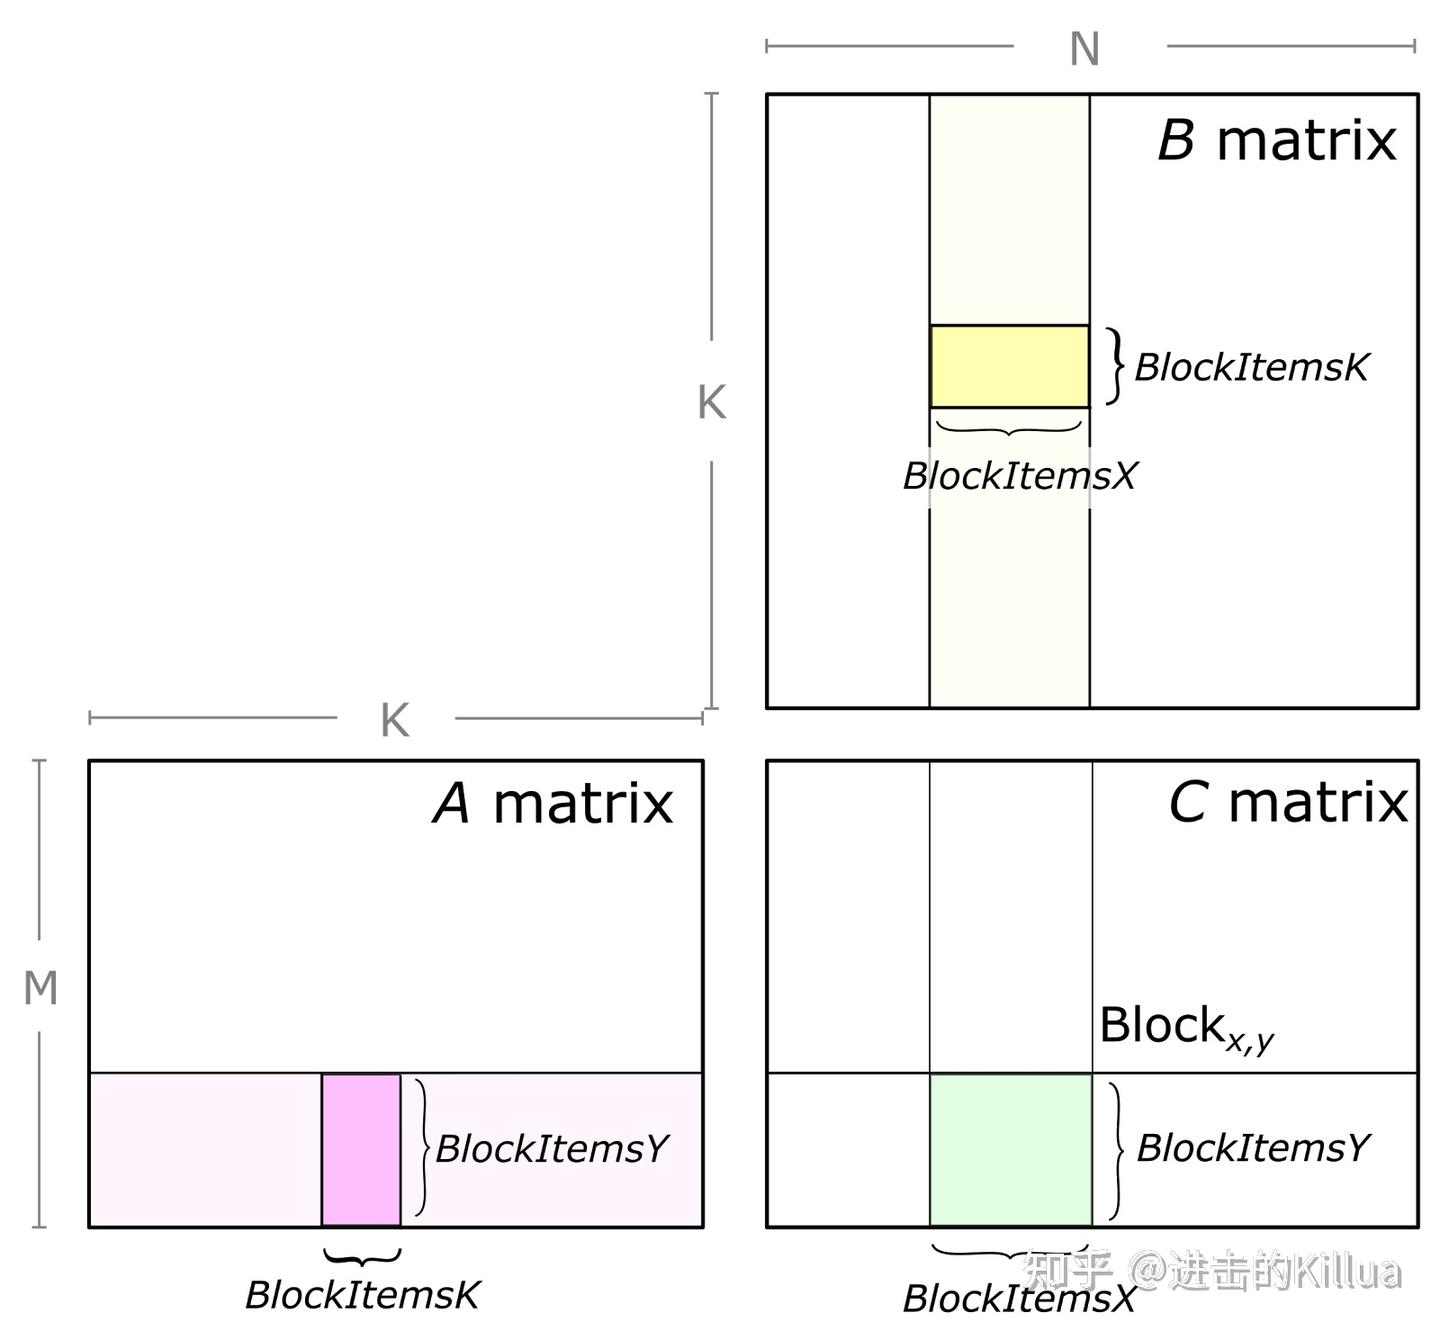 N
B matrix
BlockItemsK
K
BlockItemsX
K
A matrix
C matrix
M
Block x,y
BlockItemsY
BlockItemsY
BlockItemsK
BlockItemsX
知乎 @进击的Killua